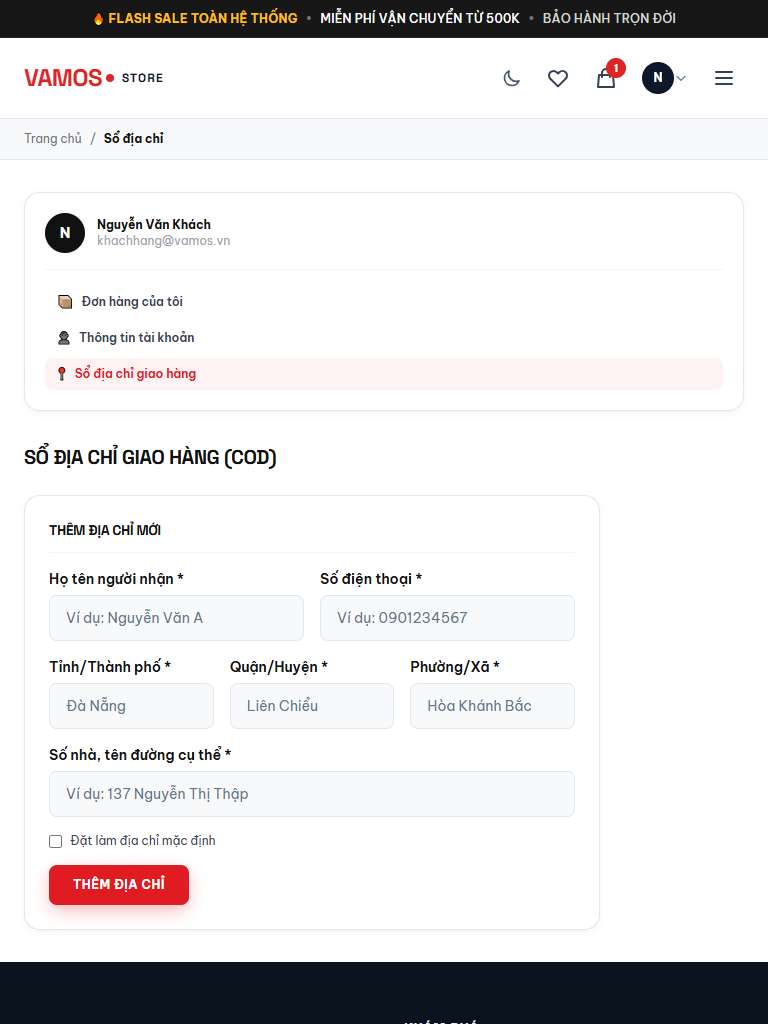 FLASH SALE TOÀN HỆ THỐNG • MIỄN PHÍ VẬN CHUYỂN TỪ 500K • BẢO HÀNH TRỌN ĐỜI
VAMOS STORE
1
N
Trang chủ / Sổ địa chỉ
N
Nguyễn Văn Khách
khachhang@vamos.vn
Đơn hàng của tôi
Thông tin tài khoản
Sổ địa chỉ giao hàng
SỔ ĐỊA CHỈ GIAO HÀNG (COD)
THÊM ĐỊA CHỈ MỚI
Họ tên người nhận * Số điện thoại *
Ví dụ: Nguyễn Văn A Ví dụ: 0901234567
Tỉnh/Thành phố * Quận/Huyện * Phường/Xã *
Đà Nẵng Liên Chiểu Hòa Khánh Bắc
Số nhà, tên đường cụ thể *
Ví dụ: 137 Nguyễn Thị Thập
Đặt làm địa chỉ mặc định
THÊM ĐỊA CHỈ